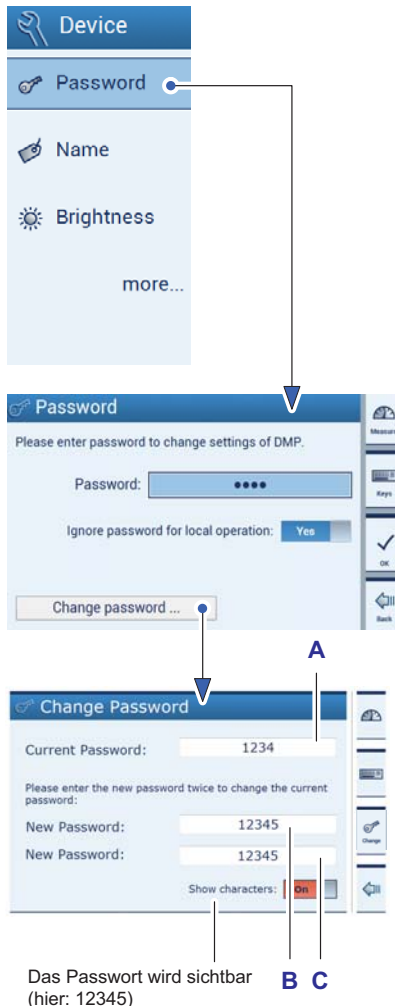 Device
Password
Name
Brightness
more...
Password
Please enter password to change settings of DMP.
Password: ••••
Ignore password for local operation: Yes
Change password ...
Measure
Keys
OK
Back
A
Change Password
Current Password: 1234
Please enter the new password twice to change the current
password:
New Password: 12345
New Password: 12345
Show characters: On
Change
Das Passwort wird sichtbar
(hier: 12345)
B C